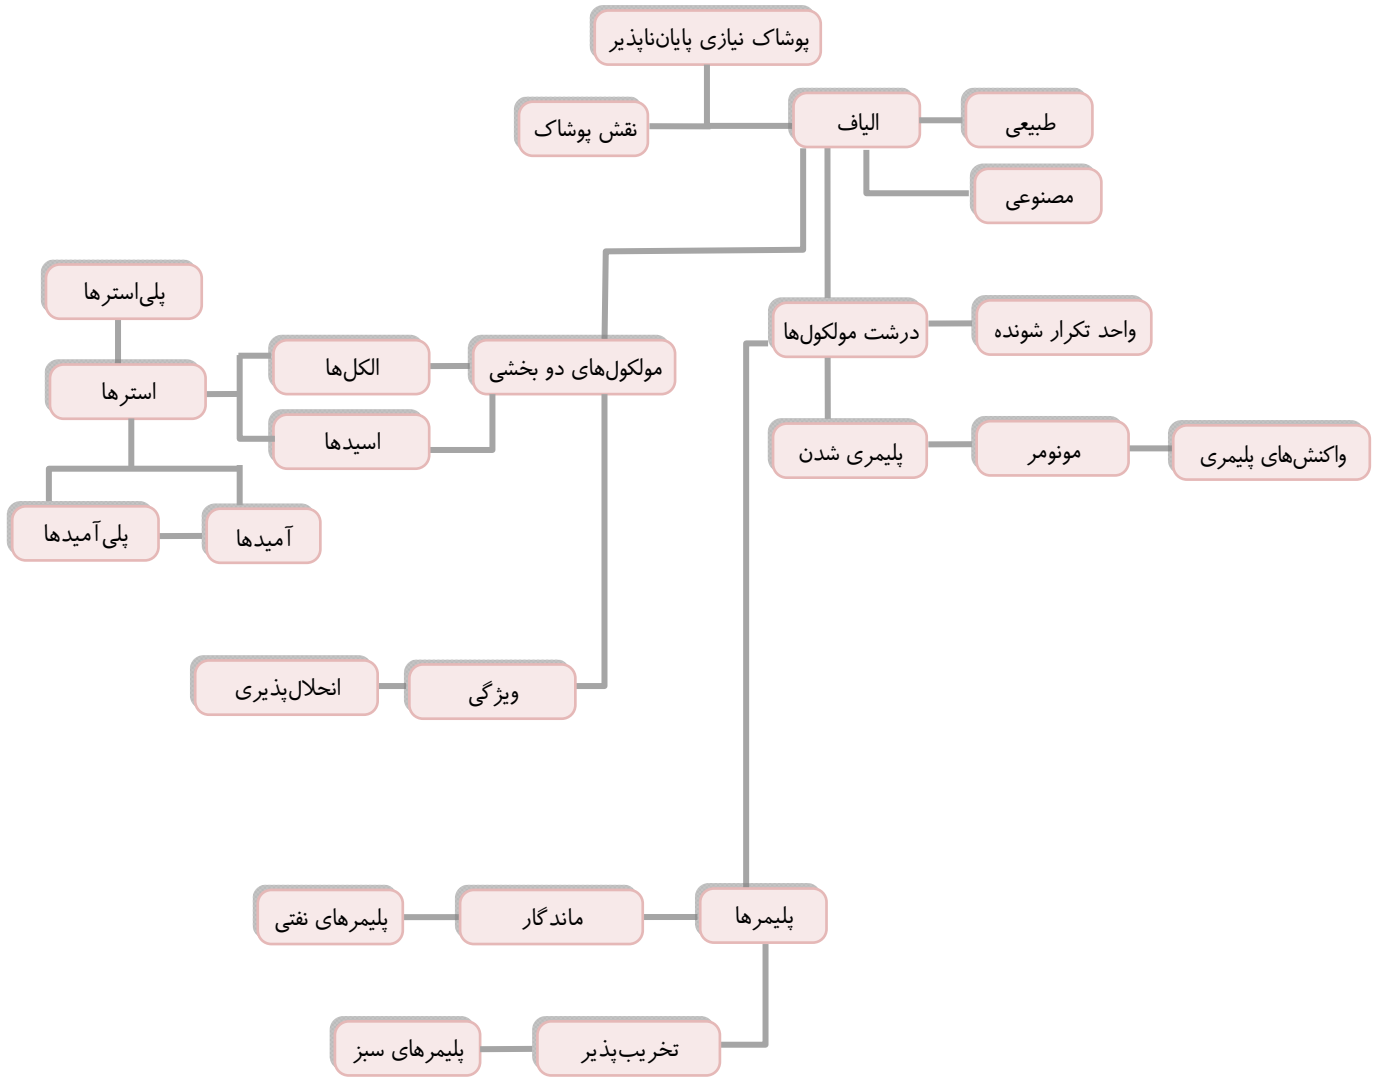 پوشاک نیازی پایان‌ناپذیر
طبیعی
الیاف
نقش پوشاک
مصنوعی
پلی‌استرها
واحد تکرار شونده
درشت مولکول‌ها
مولکول‌های دو بخشی
الکل‌ها
استرها
اسیدها
واکنش‌های پلیمری
مونومر
پلیمری شدن
آمیدها
پلی‌آمیدها
ویژگی
انحلال‌پذیری
پلیمرها
ماندگار
پلیمرهای نفتی
تخریب‌پذیر
پلیمرهای سبز